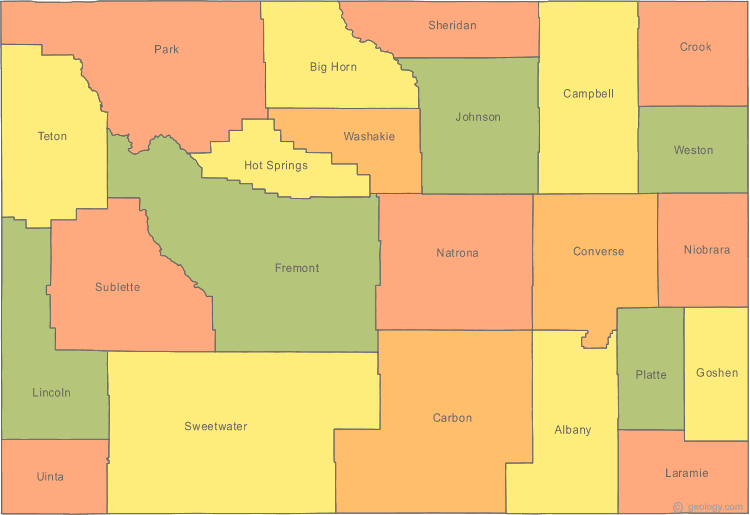 Park
Sheridan
Crook
Big Horn
Campbell
Johnson
Teton
Washakie
Weston
Hot Springs
Fremont
Natrona
Converse
Niobrara
Sublette
Lincoln
Platte
Goshen
Sweetwater
Carbon
Albany
Uinta
Laramie
© geology.com